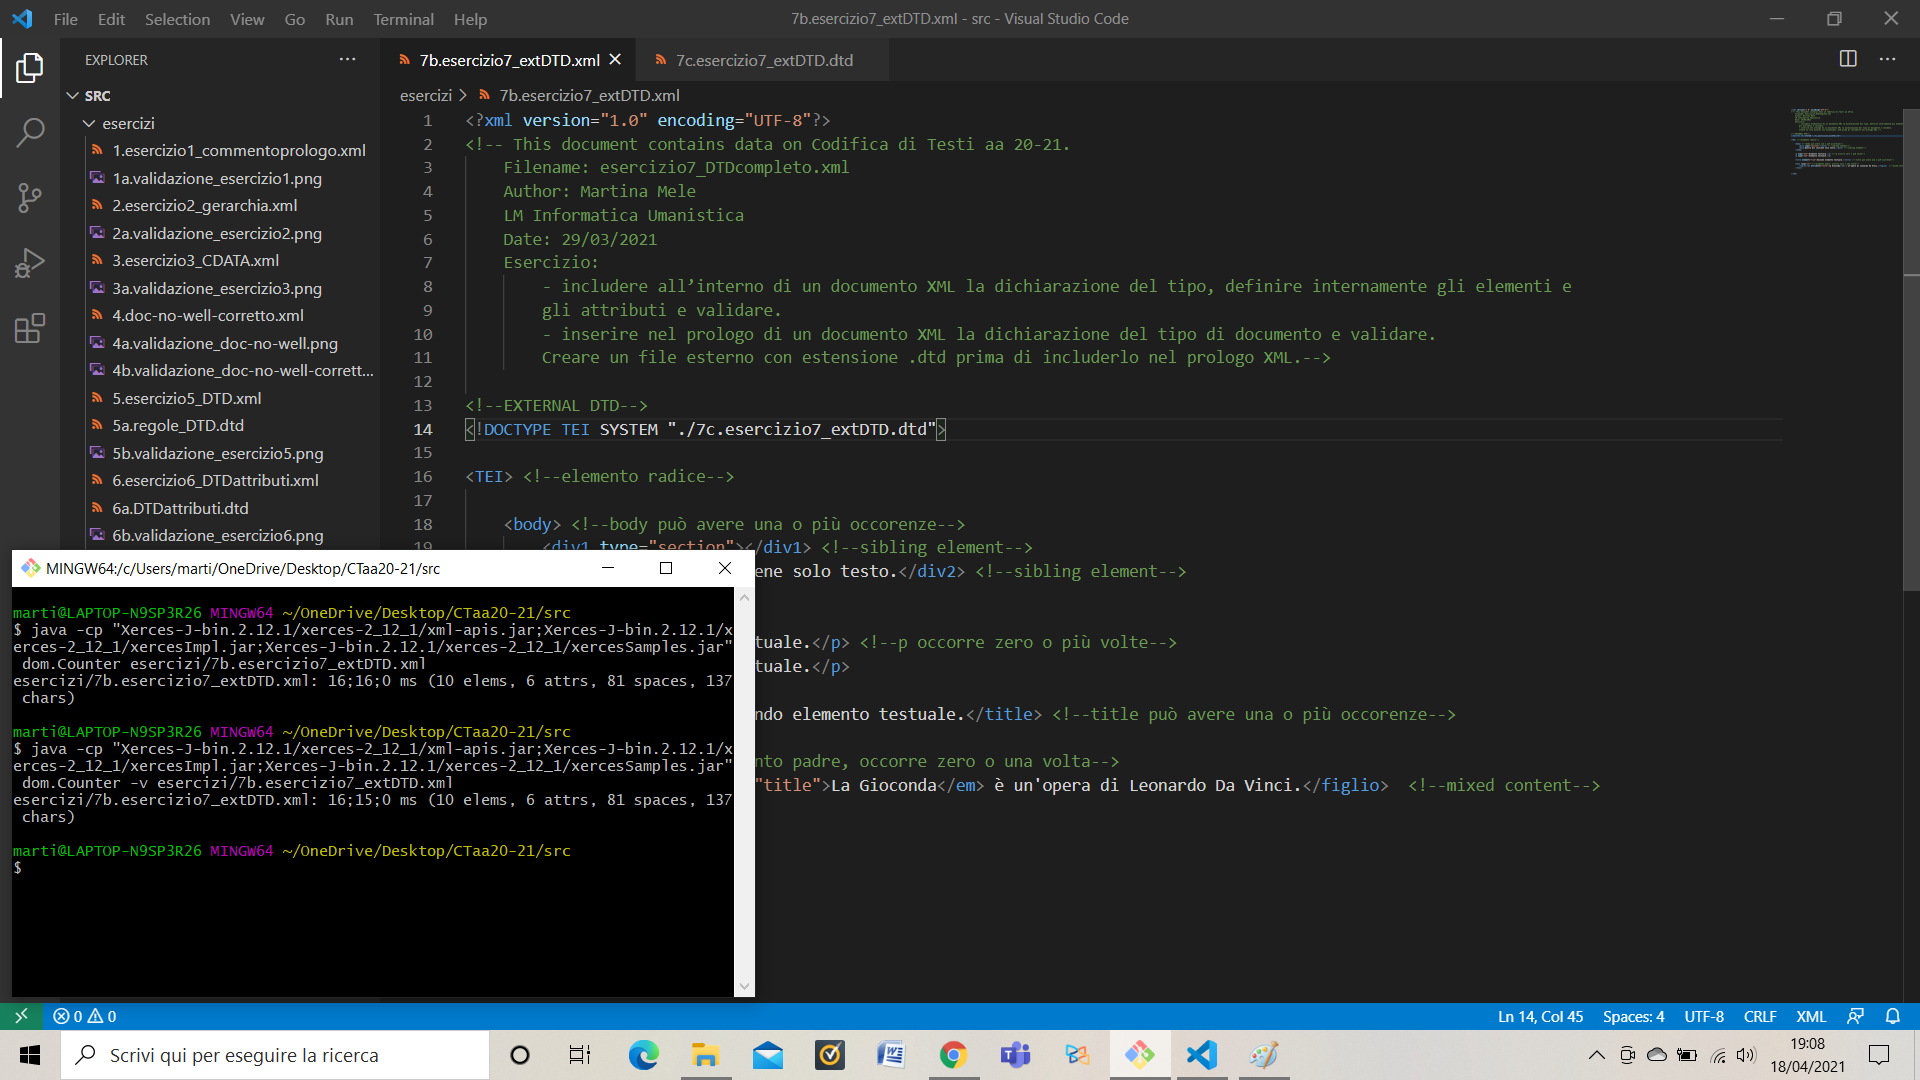 File Edit Selection View Go Run Terminal Help
7b.esercizio7_extDTD.xml - src - Visual Studio Code
EXPLORER
SRC
esercizi
1.esercizio1_commentoprologo.xml
1a.validazione_esercizio1.png
2.esercizio2_gerarchia.xml
2a.validazione_esercizio2.png
3.esercizio3_CDATA.xml
3a.validazione_esercizio3.png
4.doc-no-well-corretto.xml
4a.validazione_doc-no-well.png
4b.validazione_doc-no-well-corrett...
5.esercizio5_DTD.xml
5a.regole_DTD.dtd
5b.validazione_esercizio5.png
6.esercizio6_DTDattributi.xml
6a.DTDattributi.dtd
6b.validazione_esercizio6.png
7b.esercizio7_extDTD.xml
7c.esercizio7_extDTD.dtd
esercizi > 7b.esercizio7_extDTD.xml
1 <?xml version="1.0" encoding="UTF-8"?>
2 <!-- This document contains data on Codifica di Testi aa 20-21.
3 Filename: esercizio7_DTDcompleto.xml
4 Author: Martina Mele
5 LM Informatica Umanistica
6 Date: 29/03/2021
7 Esercizio:
8 - includere all’interno di un documento XML la dichiarazione del tipo, definire internamente gli elementi e
9 gli attributi e validare.
10 - inserire nel prologo di un documento XML la dichiarazione del tipo di documento e validare.
11 Creare un file esterno con estensione .dtd prima di includerlo nel prologo XML.-->
12
13 <!--EXTERNAL DTD-->
14 <!DOCTYPE TEI SYSTEM "./7c.esercizio7_extDTD.dtd">
15
16 <TEI> <!--elemento radice-->
17
18 <body> <!--body può avere una o più occorenze-->
19 <div1 type="section"></div1> <!--sibling element-->
ene solo testo.</div2> <!--sibling element-->
tuale.</p> <!--p occorre zero o più volte-->
tuale.</p>
ndo elemento testuale.</title> <!--title può avere una o più occorenze-->
nto padre, occorre zero o una volta-->
"title">La Gioconda</em> è un'opera di Leonardo Da Vinci.</figlio> <!--mixed content-->
MINGW64:/c/Users/marti/OneDrive/Desktop/CTaa20-21/src
marti@LAPTOP-N9SP3R26 MINGW64 ~/OneDrive/Desktop/CTaa20-21/src
$ java -cp "Xerces-J-bin.2.12.1/xerces-2_12_1/xml-apis.jar;Xerces-J-bin.2.12.1/x
erces-2_12_1/xercesImpl.jar;Xerces-J-bin.2.12.1/xerces-2_12_1/xercesSamples.jar"
dom.Counter esercizi/7b.esercizio7_extDTD.xml
esercizi/7b.esercizio7_extDTD.xml: 16;16;0 ms (10 elems, 6 attrs, 81 spaces, 137
chars)
marti@LAPTOP-N9SP3R26 MINGW64 ~/OneDrive/Desktop/CTaa20-21/src
$ java -cp "Xerces-J-bin.2.12.1/xerces-2_12_1/xml-apis.jar;Xerces-J-bin.2.12.1/x
erces-2_12_1/xercesImpl.jar;Xerces-J-bin.2.12.1/xerces-2_12_1/xercesSamples.jar"
dom.Counter -v esercizi/7b.esercizio7_extDTD.xml
esercizi/7b.esercizio7_extDTD.xml: 16;15;0 ms (10 elems, 6 attrs, 81 spaces, 137
chars)
marti@LAPTOP-N9SP3R26 MINGW64 ~/OneDrive/Desktop/CTaa20-21/src
$
0 0
Ln 14, Col 45 Spaces: 4 UTF-8 CRLF XML
Scrivi qui per eseguire la ricerca
19:08
18/04/2021